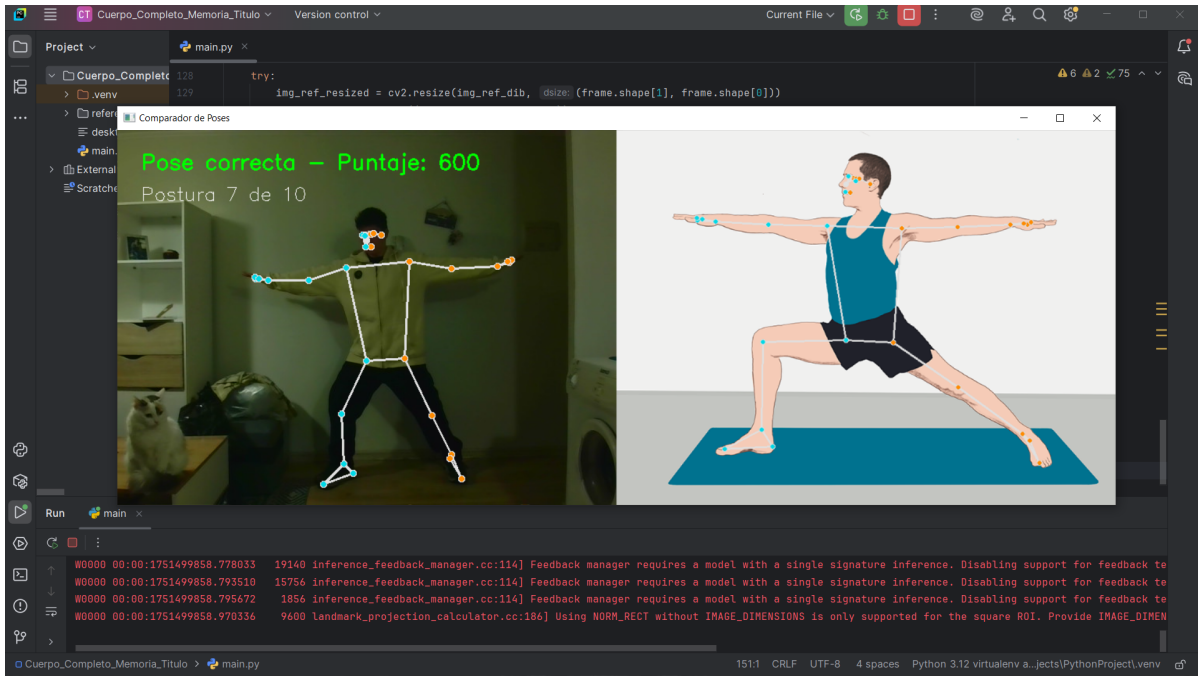 CT Cuerpo_Completo_Memoria_Titulo Version control Current File
Project main.py
Cuerpo_Completo 128 try: 6 2 75
.venv 129 img_ref_resized = cv2.resize(img_ref_dib, dsize: (frame.shape[1], frame.shape[0]))
Comparador de Poses
main.
External
Scratche
Pose correcta – Puntaje: 600
Postura 7 de 10
Run main
W0000 00:00:1751499858.778033 19140 inference_feedback_manager.cc:114] Feedback manager requires a model with a single signature inference. Disabling support for feedback te
W0000 00:00:1751499858.793510 15756 inference_feedback_manager.cc:114] Feedback manager requires a model with a single signature inference. Disabling support for feedback te
W0000 00:00:1751499858.795672 1856 inference_feedback_manager.cc:114] Feedback manager requires a model with a single signature inference. Disabling support for feedback te
W0000 00:00:1751499858.970336 9600 landmark_projection_calculator.cc:186] Using NORM_RECT without IMAGE_DIMENSIONS is only supported for the square ROI. Provide IMAGE_DIMEN
Cuerpo_Completo_Memoria_Titulo > main.py 151:1 CRLF UTF-8 4 spaces Python 3.12 virtualenv a...jects\PythonProject\.venv